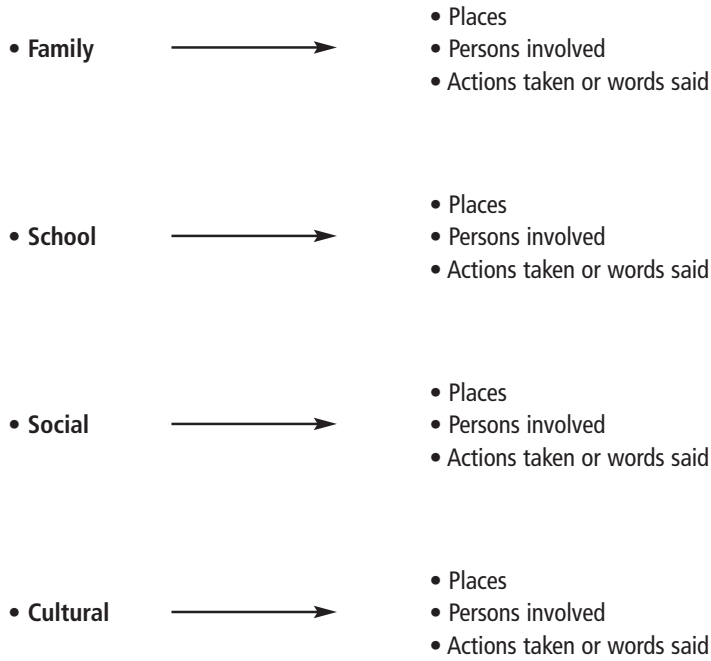 • Places
• Family
• Persons involved
• Actions taken or words said
• Places
• School
• Persons involved
• Actions taken or words said
• Places
• Social
• Persons involved
• Actions taken or words said
• Places
• Cultural
• Persons involved
• Actions taken or words said